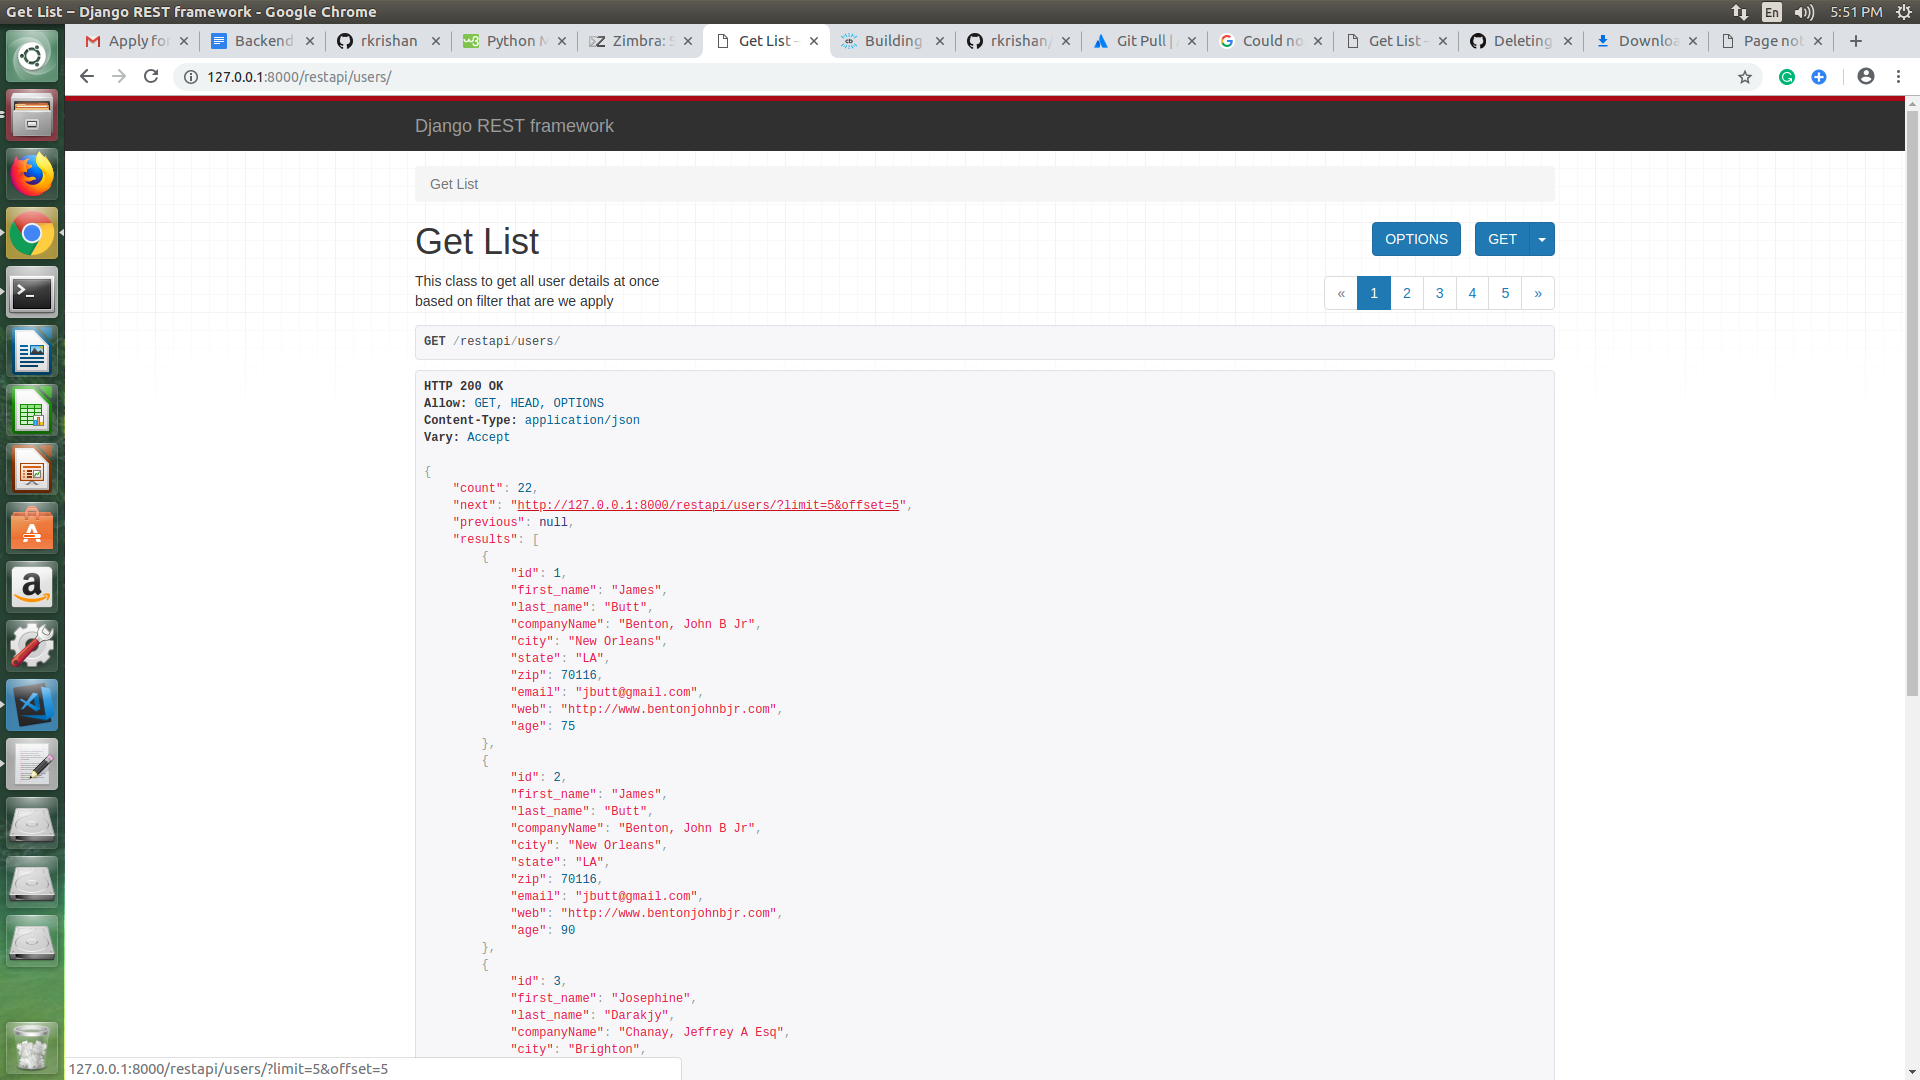 Get List – Django REST framework - Google Chrome
En
5:51 PM
Apply for
Backend
rkrishan
Python M
Zimbra: S
Get List –
Building
rkrishan/
Git Pull | A
Could no
Get List –
Deleting
Downloa
Page not
127.0.0.1:8000/restapi/users/
Django REST framework
Get List
Get List
OPTIONS
GET
This class to get all user details at once
based on filter that are we apply
« 1 2 3 4 5 »
GET /restapi/users/
HTTP 200 OK
Allow: GET, HEAD, OPTIONS
Content-Type: application/json
Vary: Accept
{
"count": 22,
"next": "http://127.0.0.1:8000/restapi/users/?limit=5&offset=5",
"previous": null,
"results": [
{
"id": 1,
"first_name": "James",
"last_name": "Butt",
"companyName": "Benton, John B Jr",
"city": "New Orleans",
"state": "LA",
"zip": 70116,
"email": "jbutt@gmail.com",
"web": "http://www.bentonjohnbjr.com",
"age": 75
},
{
"id": 2,
"first_name": "James",
"last_name": "Butt",
"companyName": "Benton, John B Jr",
"city": "New Orleans",
"state": "LA",
"zip": 70116,
"email": "jbutt@gmail.com",
"web": "http://www.bentonjohnbjr.com",
"age": 90
},
{
"id": 3,
"first_name": "Josephine",
"last_name": "Darakjy",
"companyName": "Chanay, Jeffrey A Esq",
"city": "Brighton",
127.0.0.1:8000/restapi/users/?limit=5&offset=5